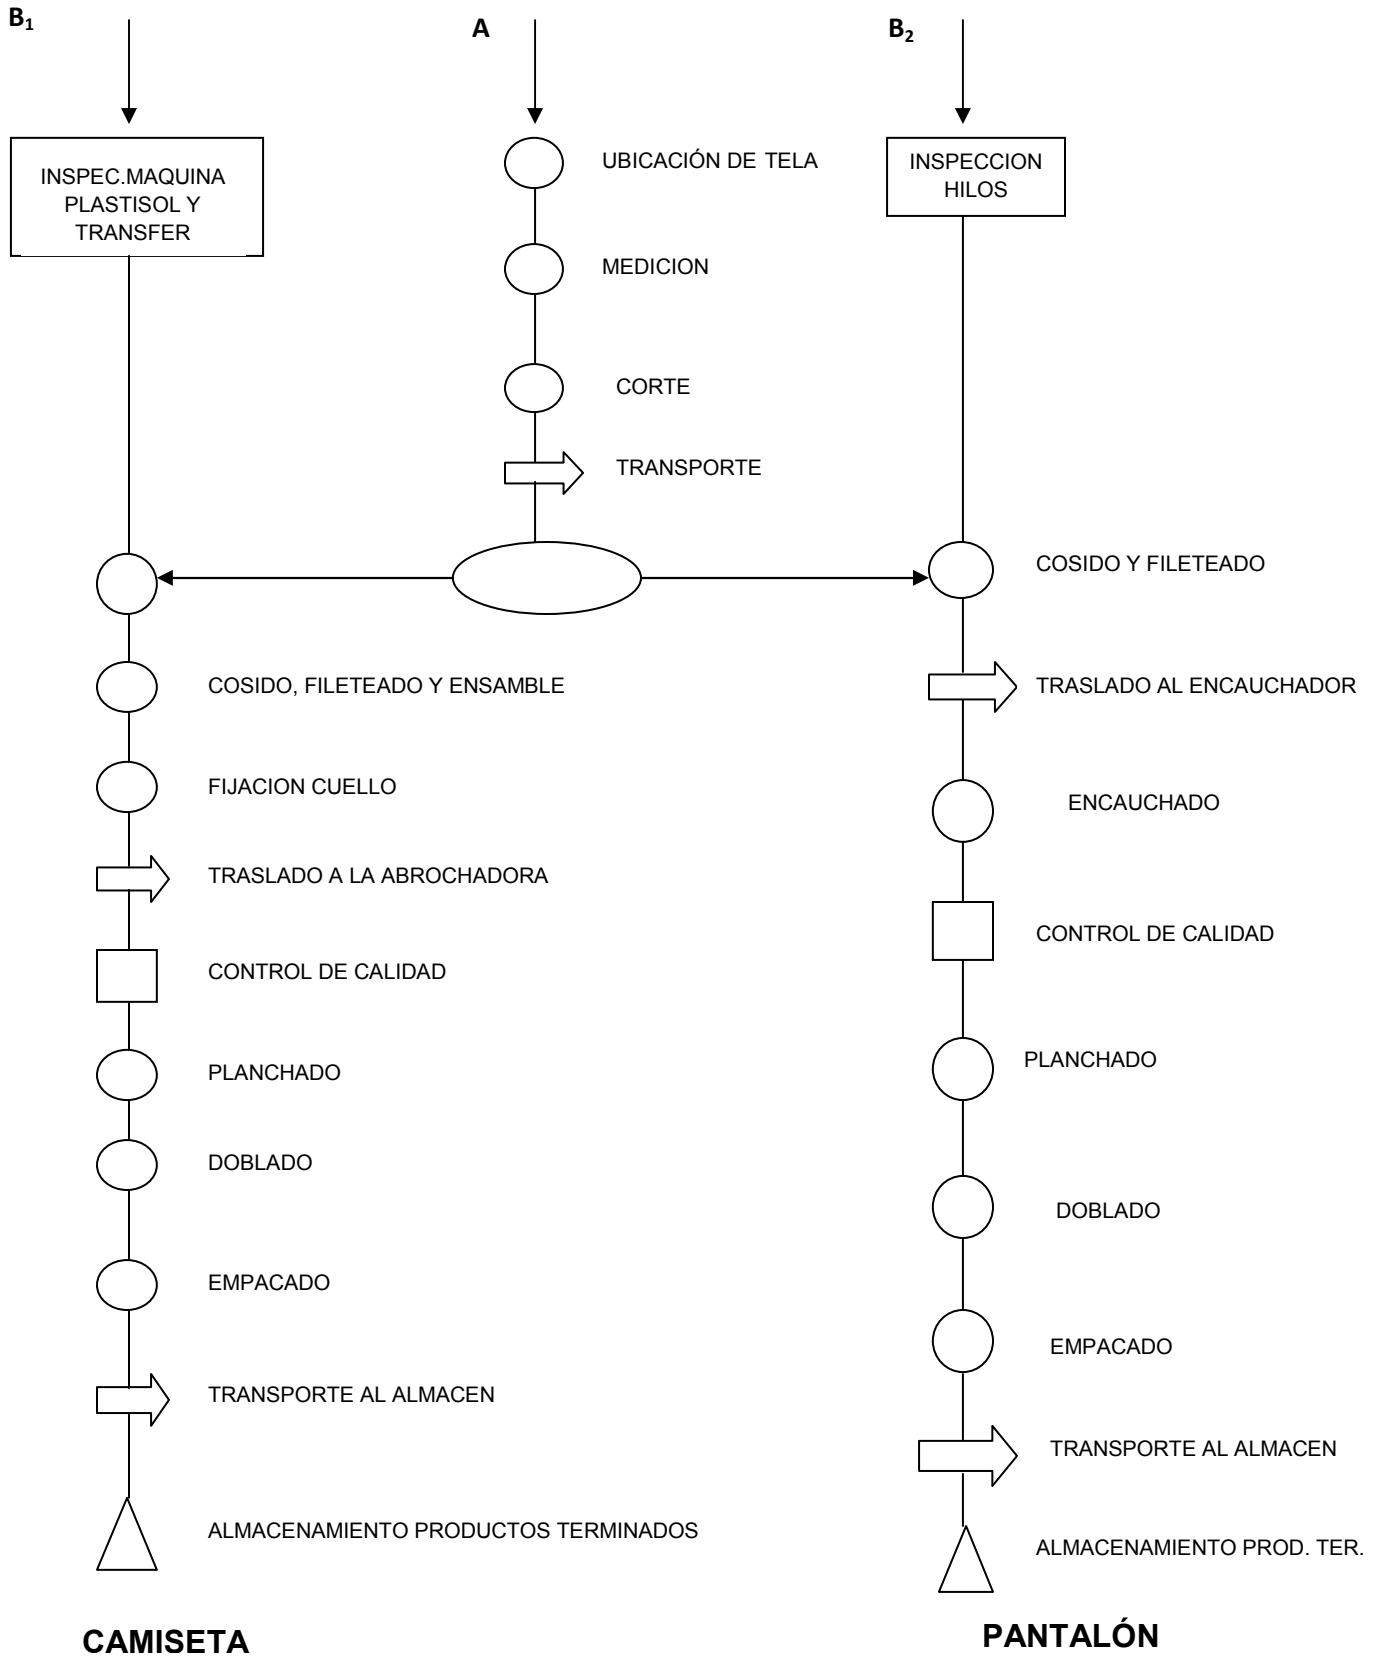 B₁
A
B₂
INSPEC.MAQUINA
PLASTISOL Y
TRANSFER
UBICACIÓN DE TELA
INSPECCION
HILOS
MEDICION
CORTE
TRANSPORTE
COSIDO Y FILETEADO
COSIDO, FILETEADO Y ENSAMBLE
TRASLADO AL ENCAUCHADOR
FIJACION CUELLO
ENCAUCHADO
TRASLADO A LA ABROCHADORA
CONTROL DE CALIDAD
CONTROL DE CALIDAD
PLANCHADO
PLANCHADO
DOBLADO
DOBLADO
EMPACADO
EMPACADO
TRANSPORTE AL ALMACEN
TRANSPORTE AL ALMACEN
ALMACENAMIENTO PRODUCTOS TERMINADOS
ALMACENAMIENTO PROD. TER.
CAMISETA
PANTALÓN